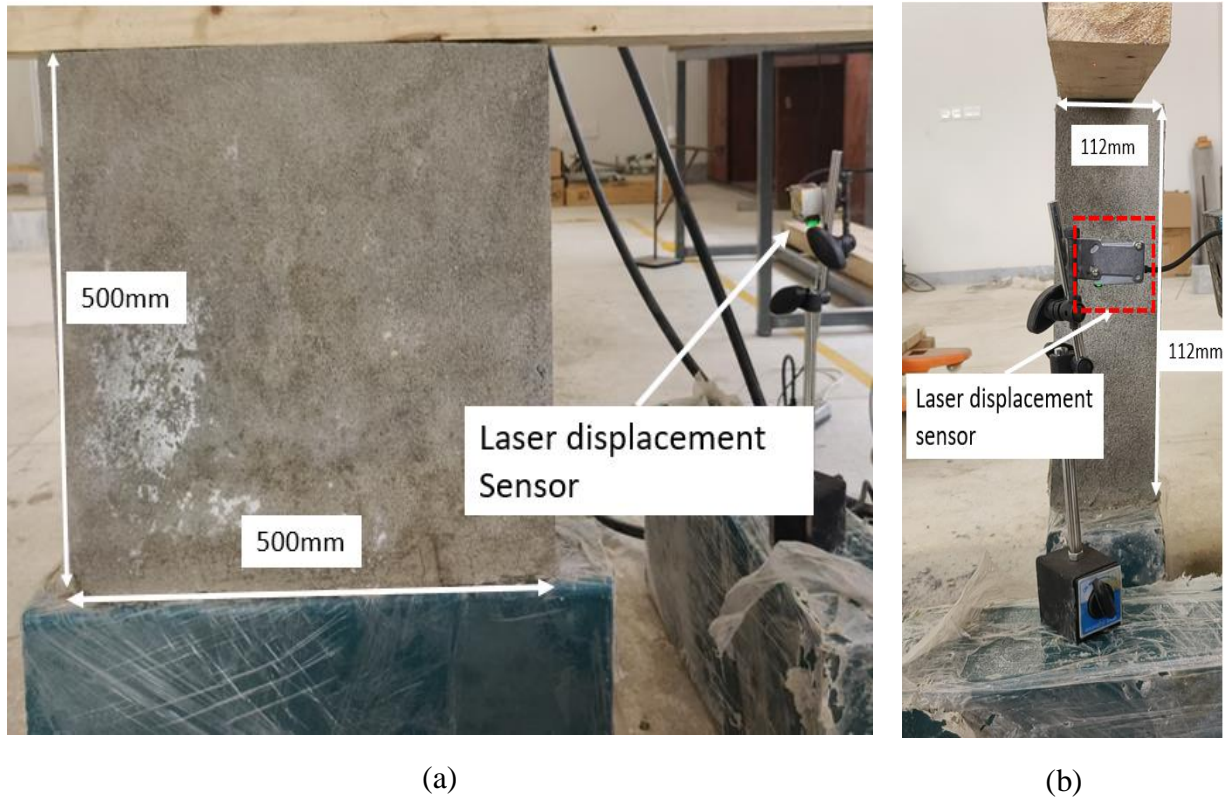 500mm
500mm
Laser displacement
Sensor
112mm
112mm
Laser displacement
sensor
(a)
(b)